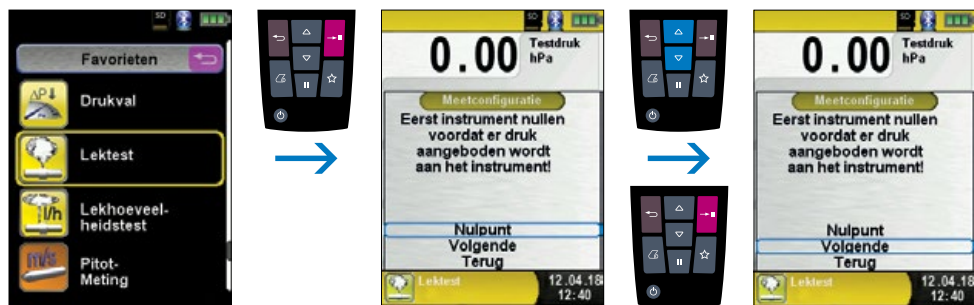 SD
Favorieten
ΔP↓
Drukval
Lektest
l/h
Lekhoeveel-
heidstest
m/s
Pitot-
Meting
SD
0.00
Testdruk
hPa
Meetconfiguratie
Eerst instrument nullen
voordat er druk
aangeboden wordt
aan het instrument!
Nulpunt
Volgende
Terug
Lektest
12.04.18
12:40
SD
0.00
Testdruk
hPa
Meetconfiguratie
Eerst instrument nullen
voordat er druk
aangeboden wordt
aan het instrument!
Nulpunt
Volgende
Terug
Lektest
12.04.18
12:40